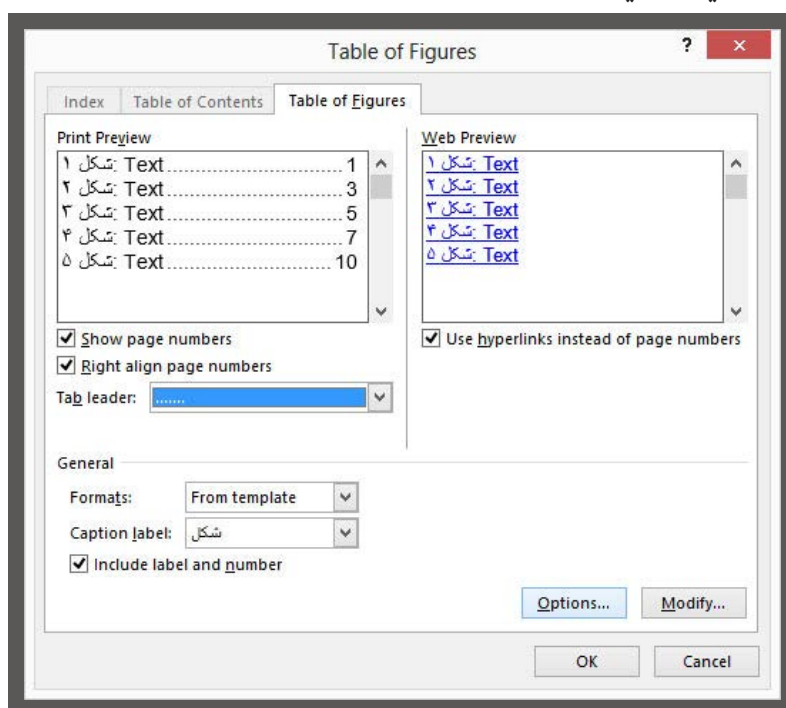 Table of Figures
?
Index Table of Contents Table of Figures
Print Preview
شکل ۱: Text 1
شکل ۲: Text 3
شکل ۳: Text 5
شکل ۴: Text 7
شکل ۵: Text 10
Web Preview
شکل ۱: Text
شکل ۲: Text
شکل ۳: Text
شکل ۴: Text
شکل ۵: Text
Show page numbers
Right align page numbers
Tab leader: .......
Use hyperlinks instead of page numbers
General
Formats: From template
Caption label: شکل
Include label and number
Options... Modify...
OK Cancel